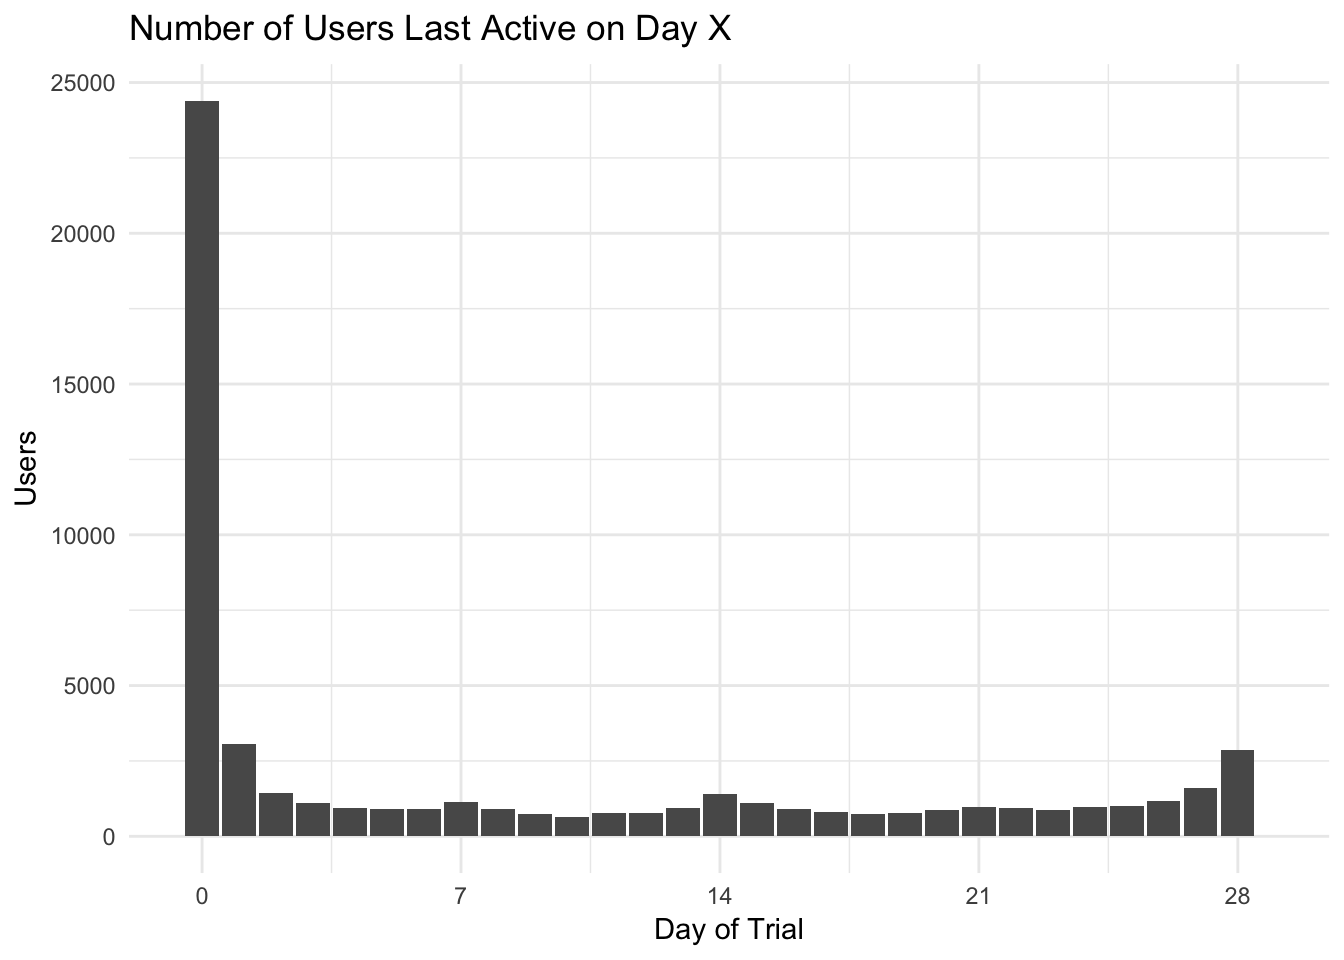 Number of Users Last Active on Day X
25000
20000
15000
10000
5000
0
Users
0 7 14 21 28
Day of Trial